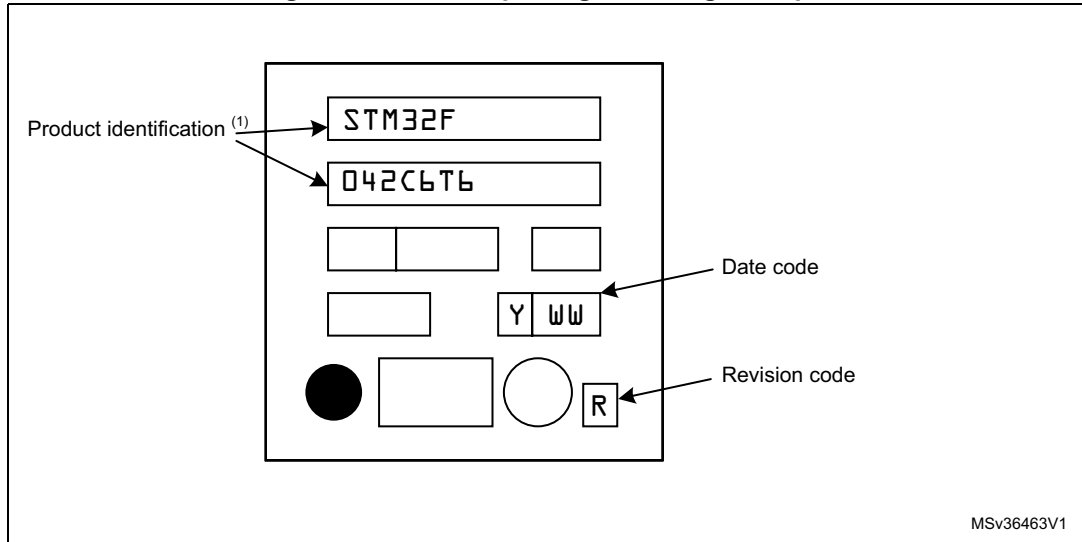 STM32F
Product identification (1)
042C6T6
Date code
Y WW
Revision code
R
MSv36463V1